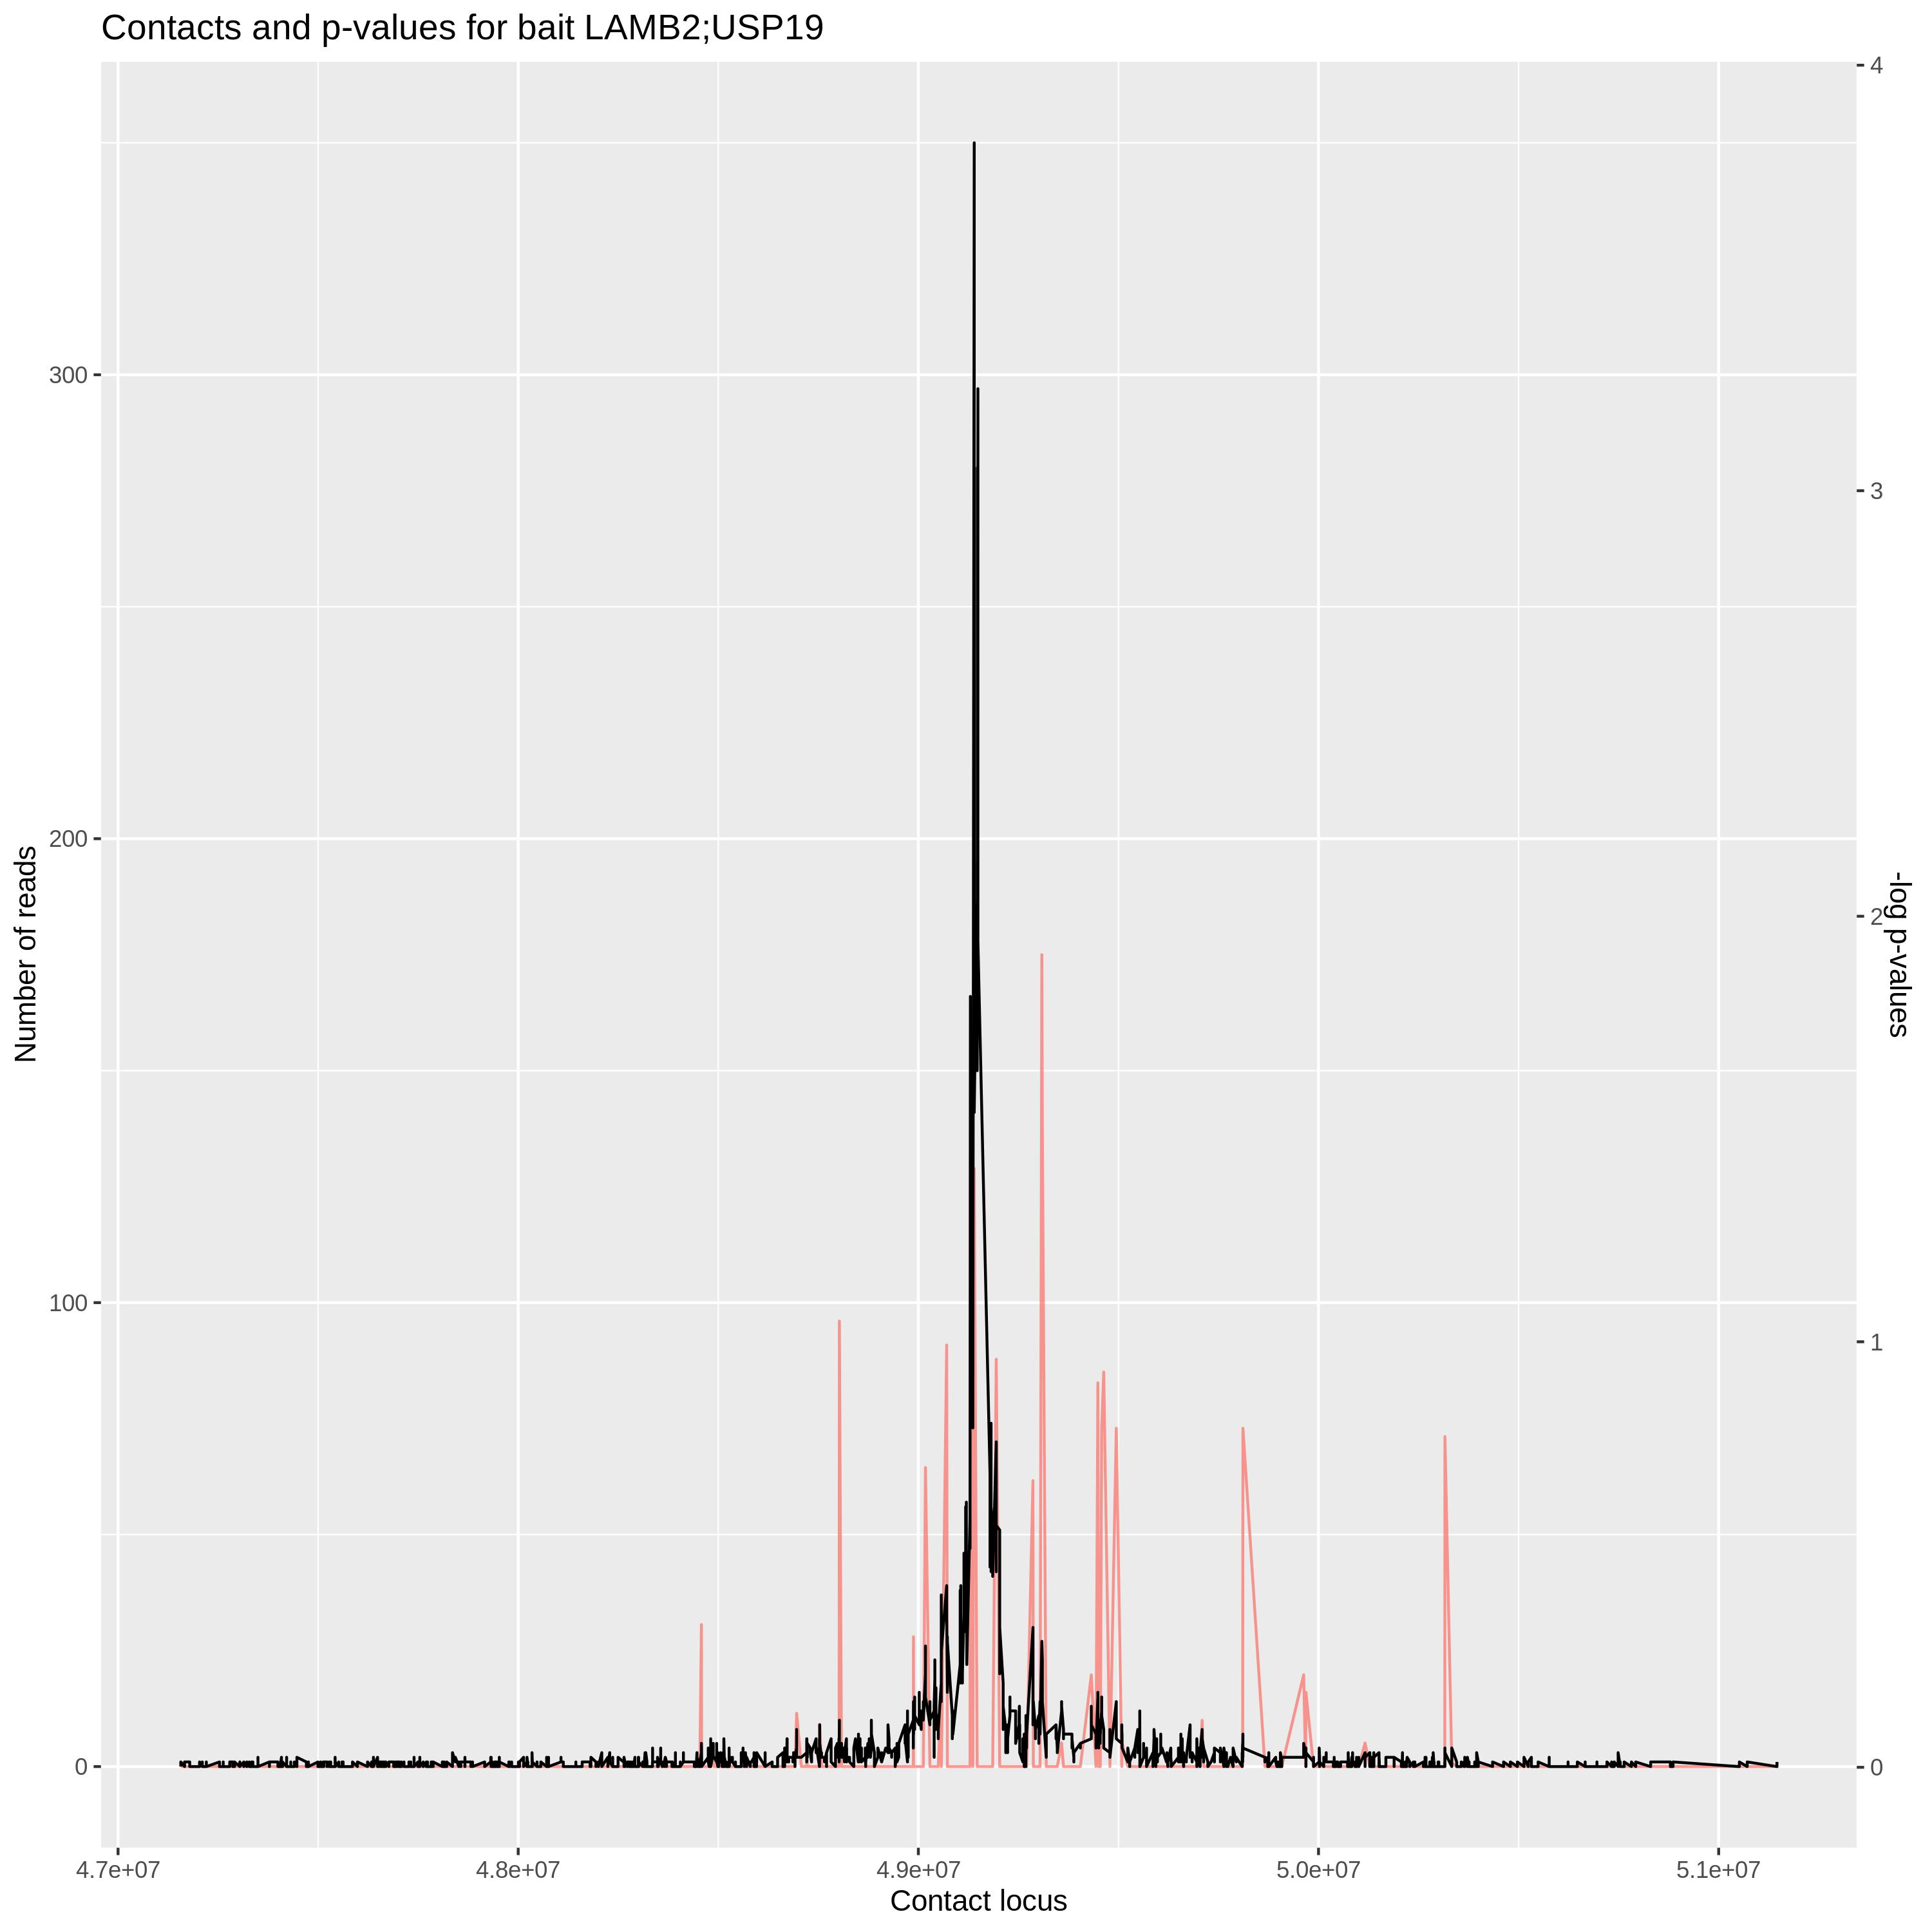 Contacts and p-values for bait LAMB2;USP19
Number of reads
300
200
100
0
4
3
2
1
0
-log p-values
4.7e+07
4.8e+07
4.9e+07
5.0e+07
5.1e+07
Contact locus